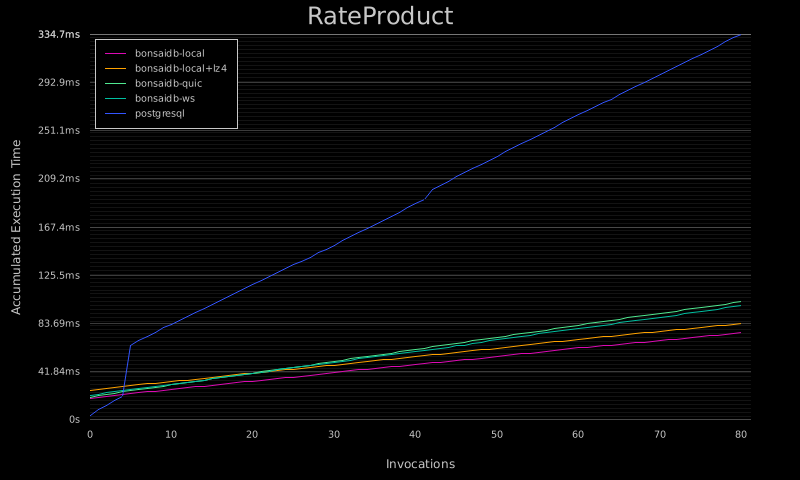 RateProduct
334.7ms
292.9ms
251.1ms
209.2ms
167.4ms
125.5ms
83.69ms
41.84ms
0s
bonsaidb-local
bonsaidb-local+lz4
bonsaidb-quic
bonsaidb-ws
postgresql
Accumulated Execution Time
0 10 20 30 40 50 60 70 80
Invocations